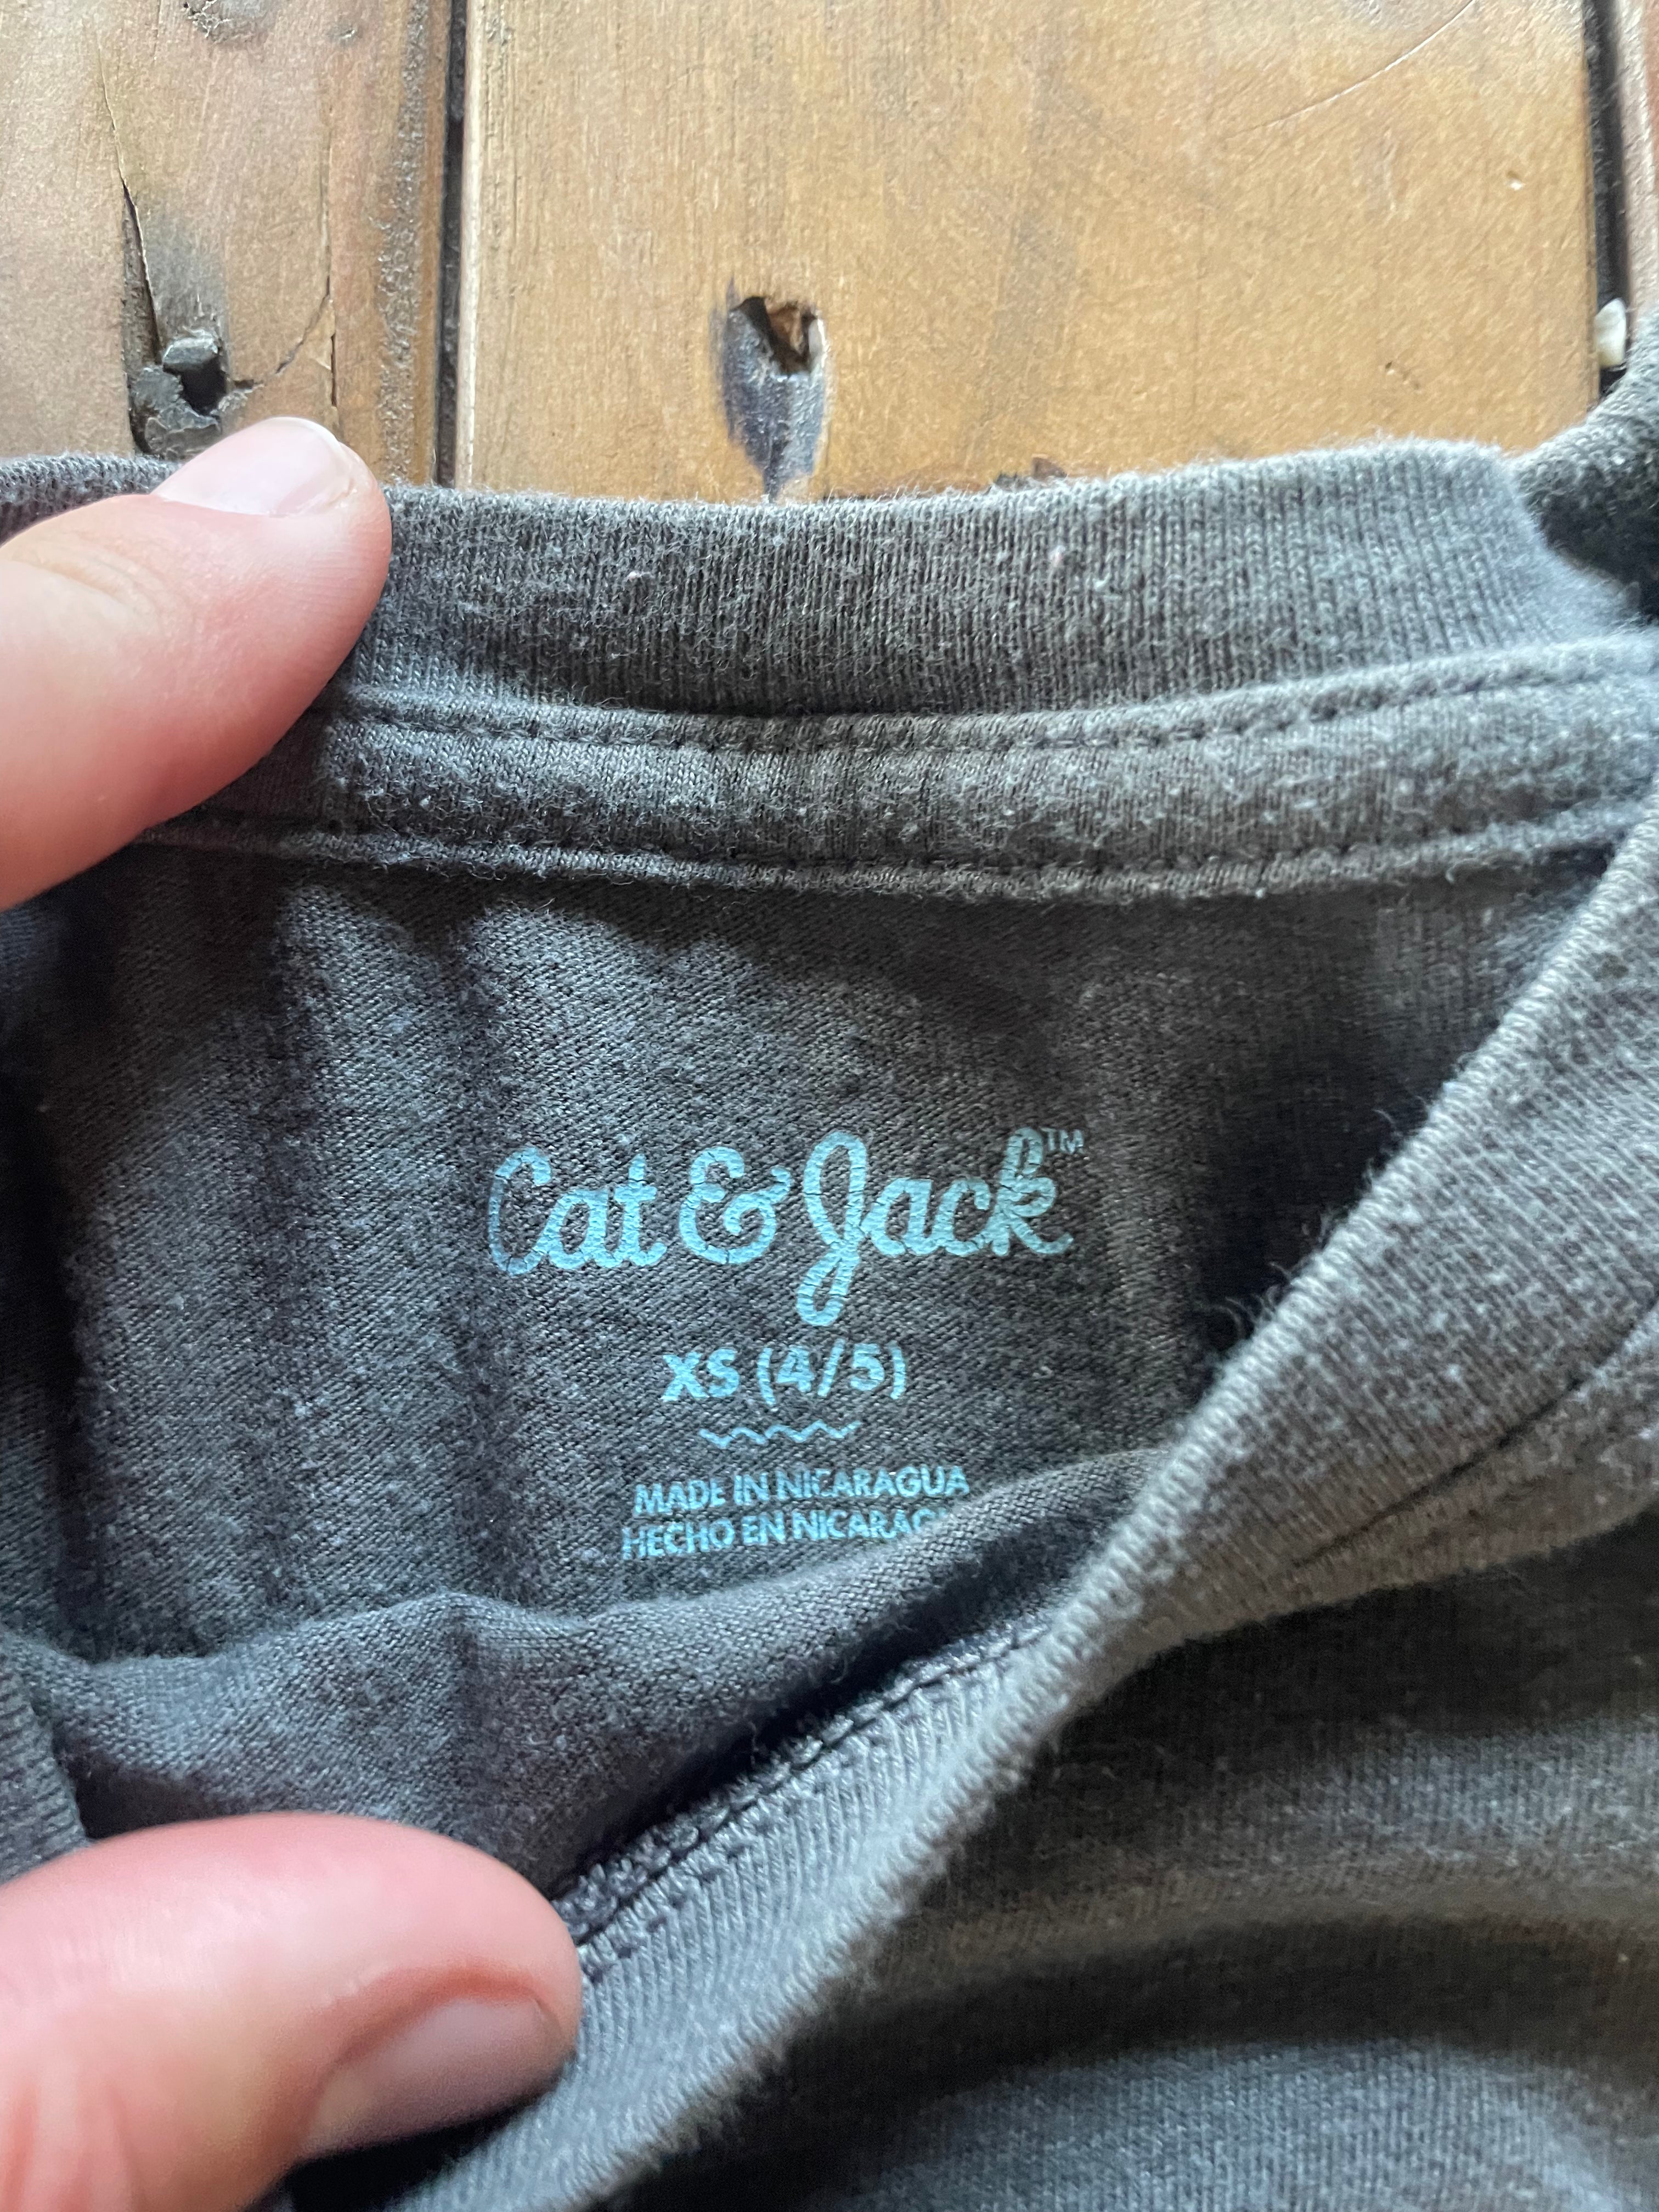 Cat & Jack™
XS (4/5)
MADE IN NICARAGUA
HECHO EN